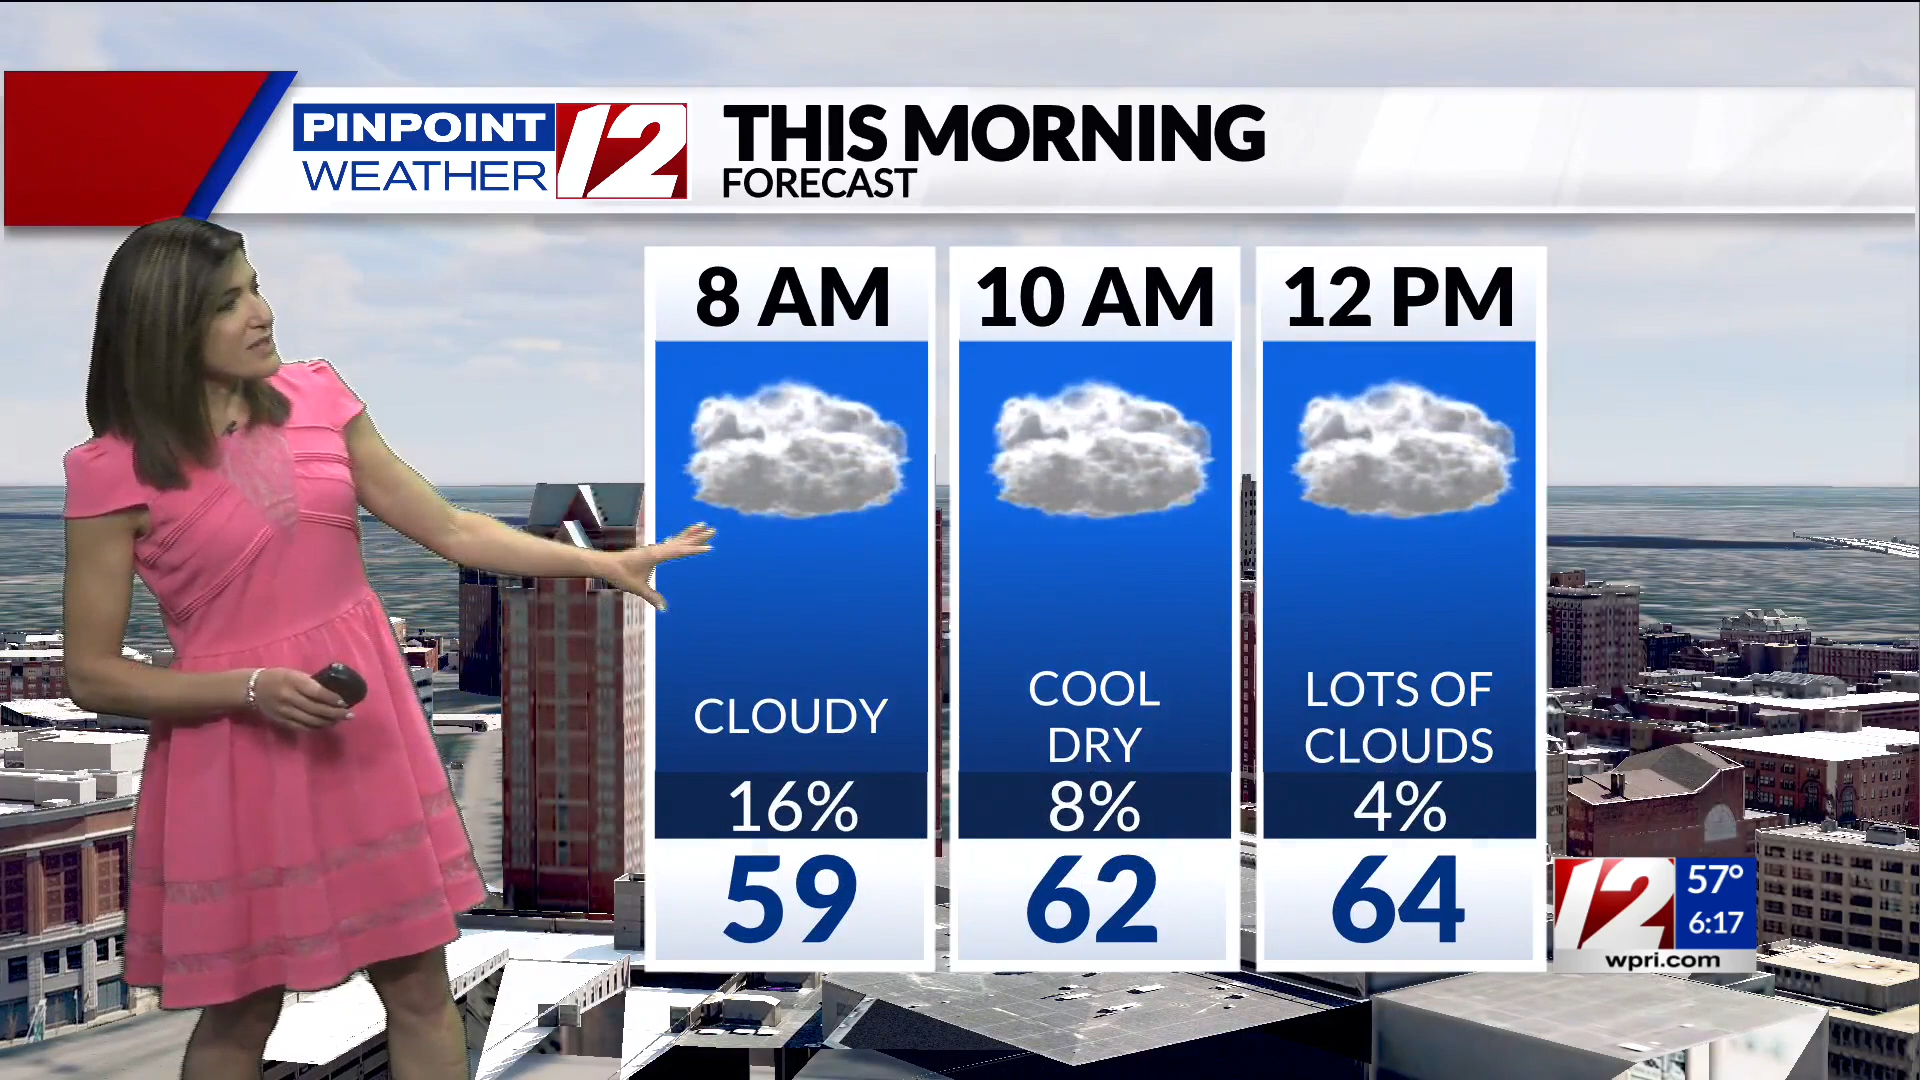 PINPOINT
WEATHER
12
THIS MORNING
FORECAST
8 AM
CLOUDY
16%
59
10 AM
COOL
DRY
8%
62
12 PM
LOTS OF
CLOUDS
4%
64
12
57°
6:17
wpri.com